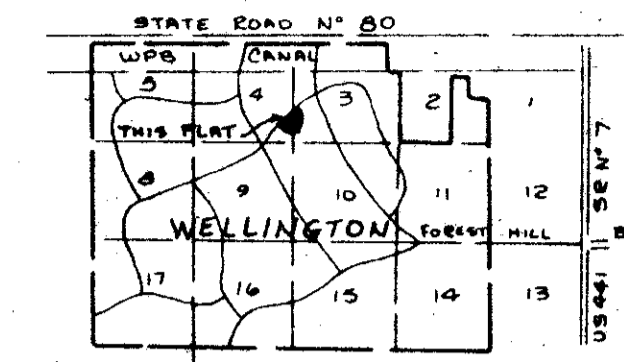 STATE ROAD Nº 80
WPB CANAL
5 4 3 2 1
THIS PLAT
8 9 10 11 12
WELLINGTON FOREST HILL B
17 16 15 14 13
US 441 SR Nº 7